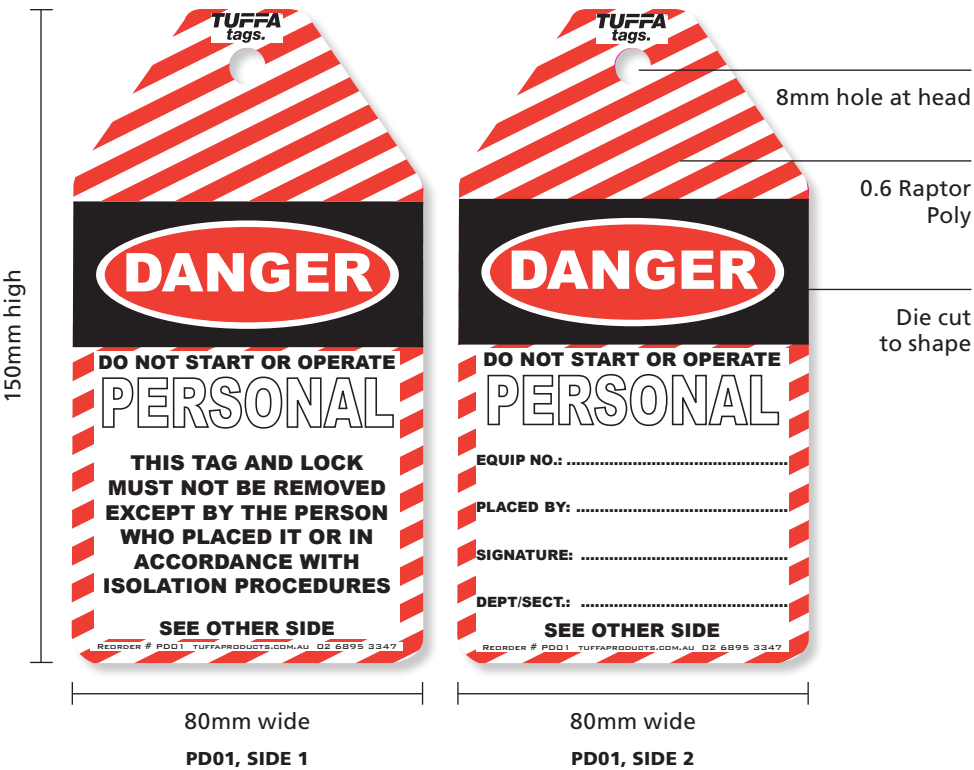 TUFFA
tags.
DANGER
DO NOT START OR OPERATE
PERSONAL
THIS TAG AND LOCK
MUST NOT BE REMOVED
EXCEPT BY THE PERSON
WHO PLACED IT OR IN
ACCORDANCE WITH
ISOLATION PROCEDURES
SEE OTHER SIDE
REORDER # PD01 TUFFAPRODUCTS.COM.AU 02 6895 3347
150mm high
80mm wide
PD01, SIDE 1
TUFFA
tags.
DANGER
DO NOT START OR OPERATE
PERSONAL
EQUIP NO.: ................................................
PLACED BY: ................................................
SIGNATURE: ................................................
DEPT/SECT.: ................................................
SEE OTHER SIDE
REORDER # PD01 TUFFAPRODUCTS.COM.AU 02 6895 3347
80mm wide
PD01, SIDE 2
8mm hole at head
0.6 Raptor
Poly
Die cut
to shape